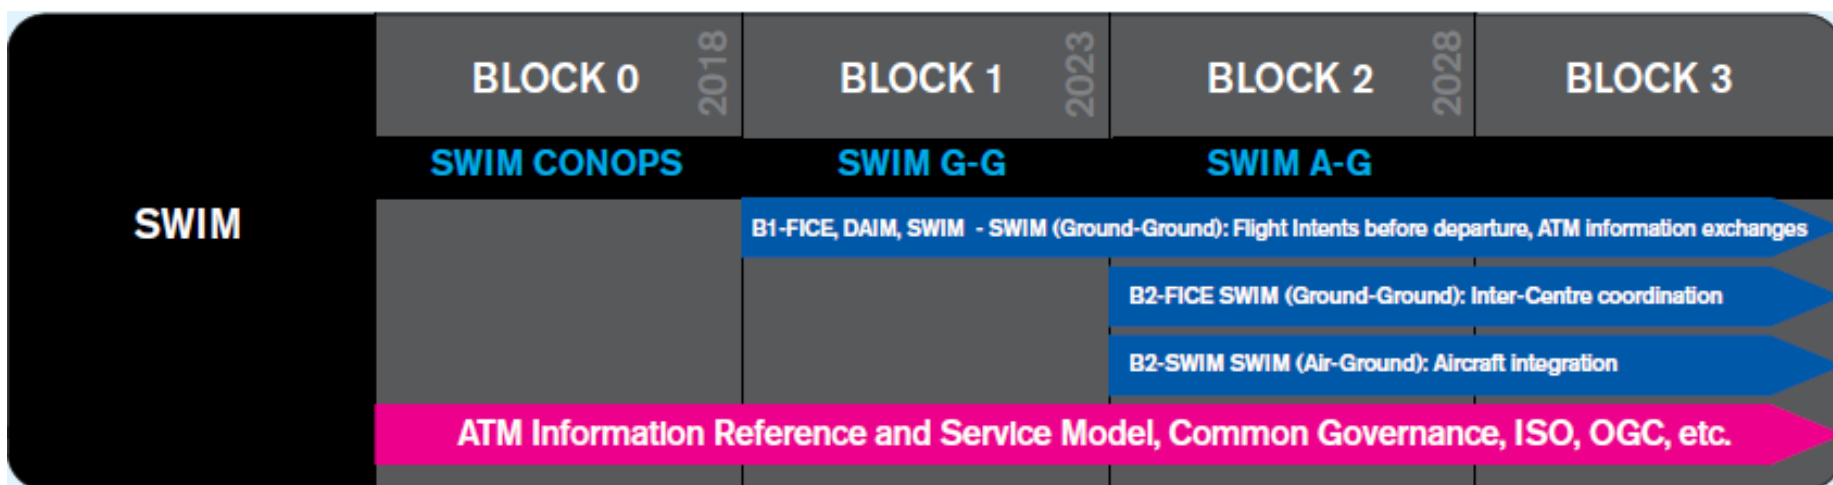 BLOCK 0
2018
BLOCK 1
2023
BLOCK 2
2028
BLOCK 3
SWIM CONOPS
SWIM G-G
SWIM A-G
SWIM
B1-FICE, DAIM, SWIM - SWIM (Ground-Ground): Flight Intents before departure, ATM information exchanges
B2-FICE SWIM (Ground-Ground): Inter-Centre coordination
B2-SWIM SWIM (Air-Ground): Aircraft integration
ATM Information Reference and Service Model, Common Governance, ISO, OGC, etc.